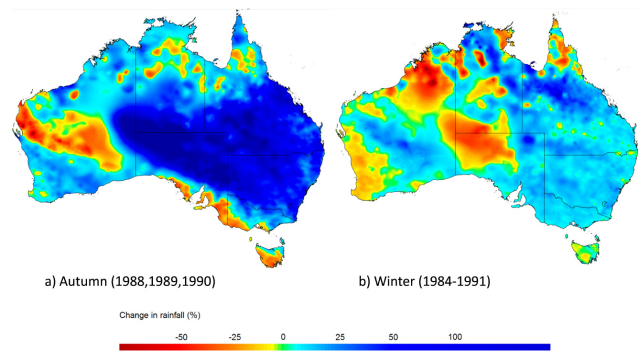 a) Autumn (1988,1989,1990)
b) Winter (1984-1991)
Change in rainfall (%)
-50 -25 0 25 50 100